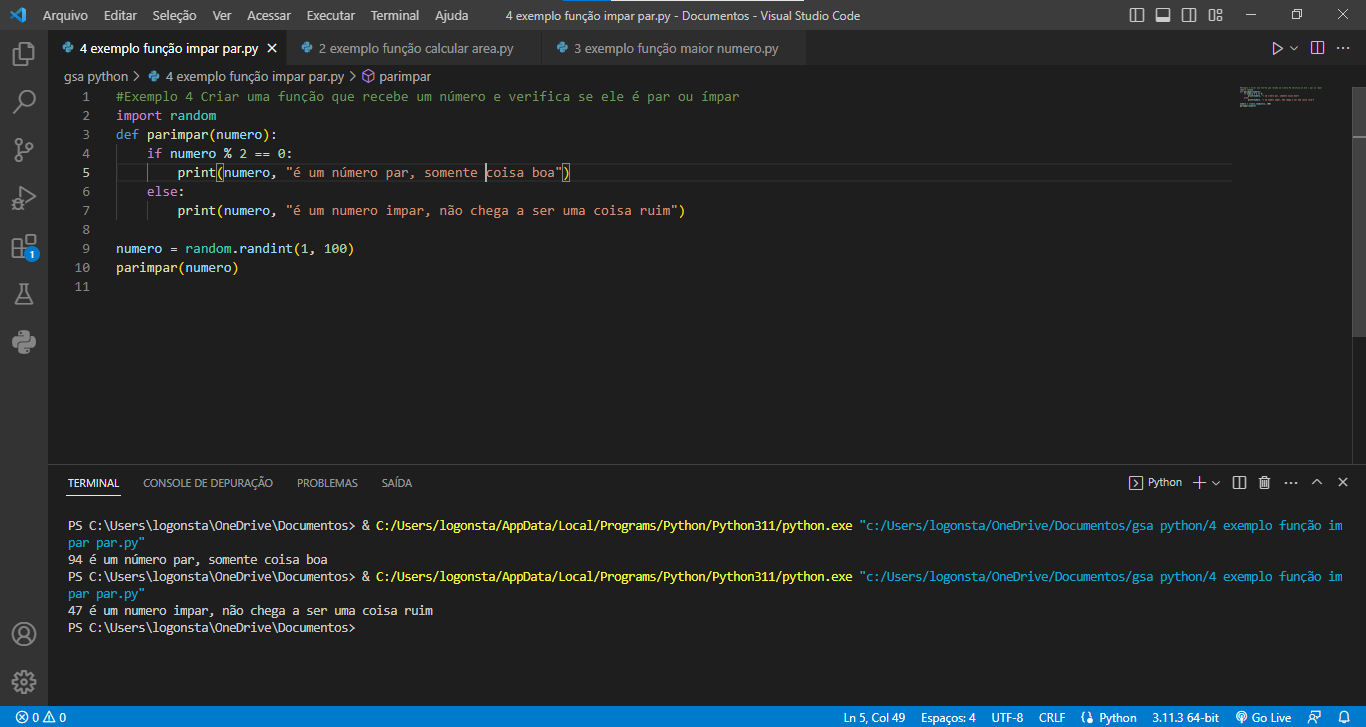 Arquivo Editar Seleção Ver Acessar Executar Terminal Ajuda 4 exemplo função impar par.py - Documentos - Visual Studio Code
4 exemplo função impar par.py 2 exemplo função calcular area.py 3 exemplo função maior numero.py
gsa python > 4 exemplo função impar par.py > parimpar
1 #Exemplo 4 Criar uma função que recebe um número e verifica se ele é par ou ímpar
2 import random
3 def parimpar(numero):
4 if numero % 2 == 0:
5 print(numero, "é um número par, somente coisa boa")
6 else:
7 print(numero, "é um numero impar, não chega a ser uma coisa ruim")
8
9 numero = random.randint(1, 100)
10 parimpar(numero)
11
1
TERMINAL CONSOLE DE DEPURAÇÃO PROBLEMAS SAÍDA Python
PS C:\Users\logonsta\OneDrive\Documentos> & C:/Users/logonsta/AppData/Local/Programs/Python/Python311/python.exe "c:/Users/logonsta/OneDrive/Documentos/gsa python/4 exemplo função im
par par.py"
94 é um número par, somente coisa boa
PS C:\Users\logonsta\OneDrive\Documentos> & C:/Users/logonsta/AppData/Local/Programs/Python/Python311/python.exe "c:/Users/logonsta/OneDrive/Documentos/gsa python/4 exemplo função im
par par.py"
47 é um numero impar, não chega a ser uma coisa ruim
PS C:\Users\logonsta\OneDrive\Documentos>
0 0 Ln 5, Col 49 Espaços: 4 UTF-8 CRLF Python 3.11.3 64-bit Go Live